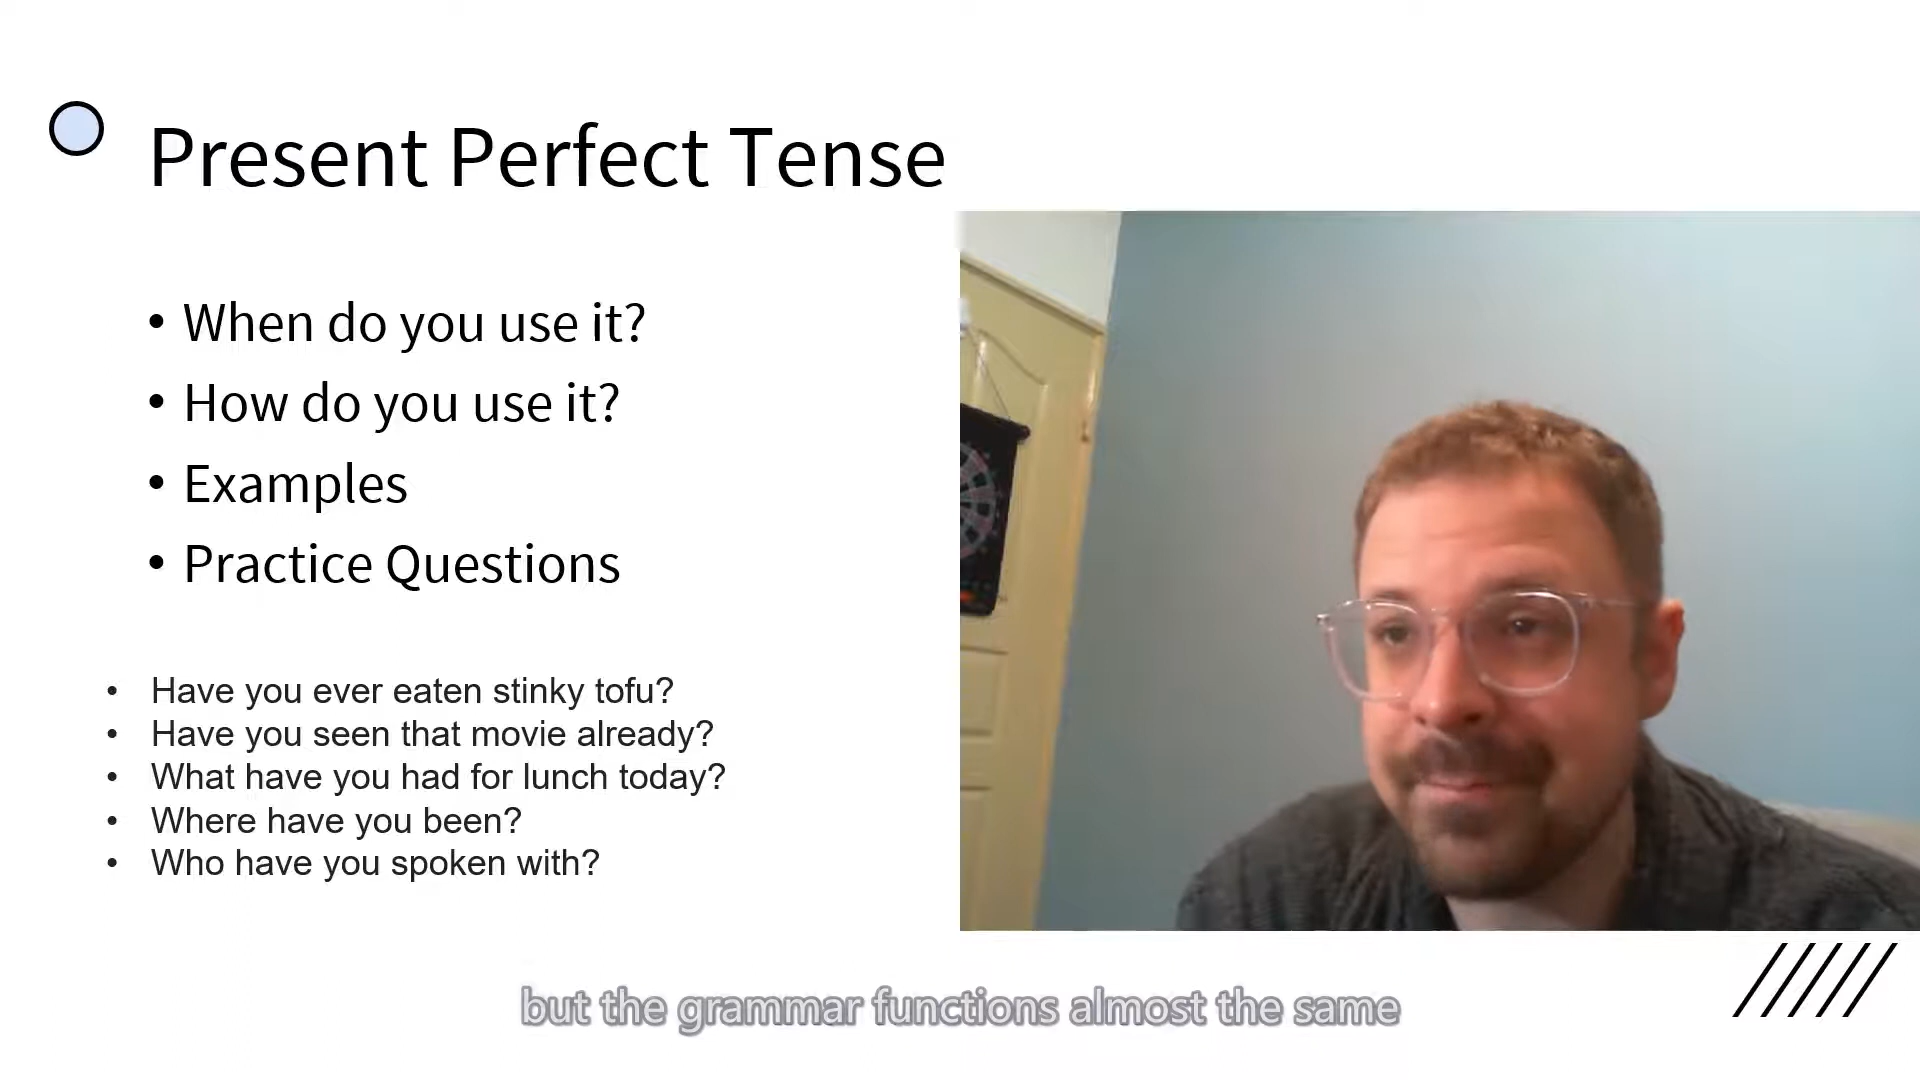 Present Perfect Tense
• When do you use it?
• How do you use it?
• Examples
• Practice Questions
• Have you ever eaten stinky tofu?
• Have you seen that movie already?
• What have you had for lunch today?
• Where have you been?
• Who have you spoken with?
but the grammar functions almost the same